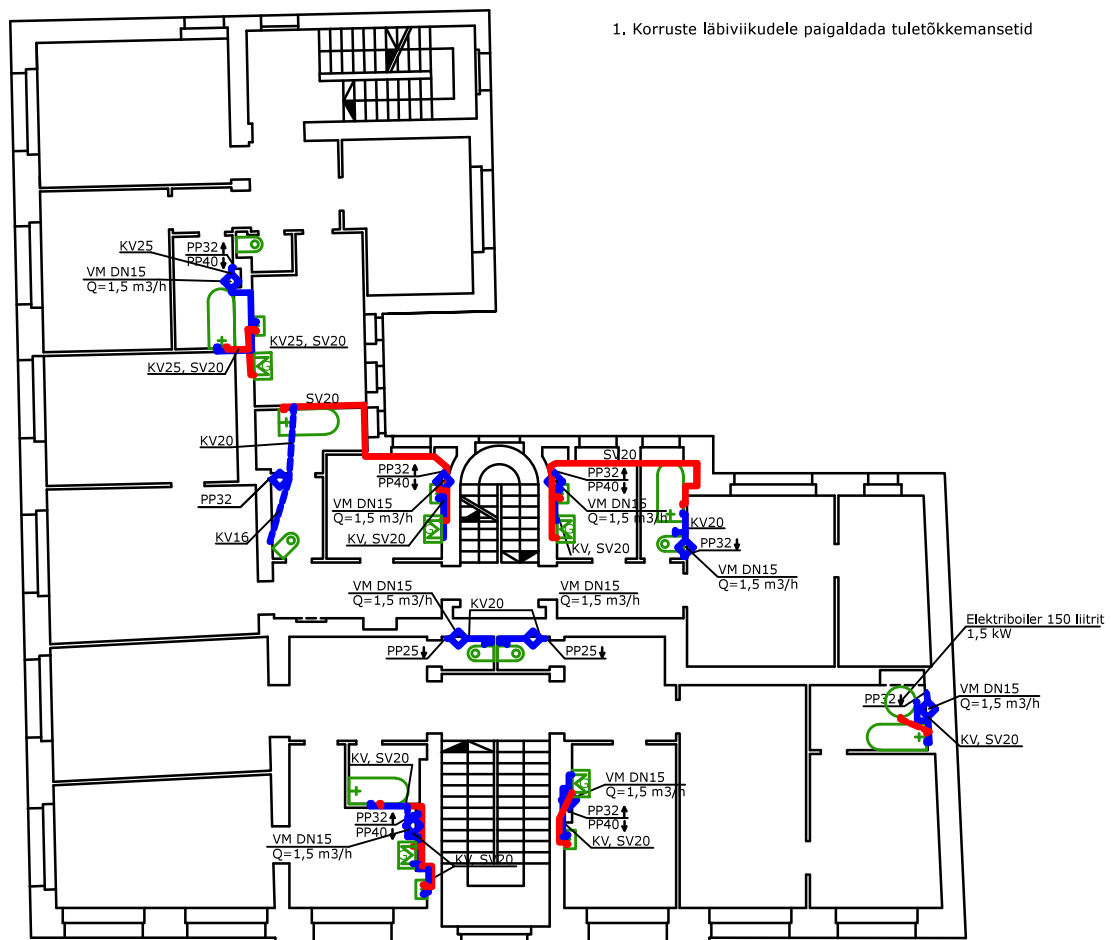 1. Korruste läbiviikudele paigaldada tuletõkkemansetid
KV25
PP32
PP40
VM DN15
Q=1,5 m3/h
KV25, SV20
KV25, SV20
G
SV20
KV20
PP32
KV16
PP32
PP40
VM DN15
Q=1,5 m3/h
KV, SV20
G
SV20
PP32
PP40
VM DN15
Q=1,5 m3/h
KV, SV20
G
KV20
PP32
VM DN15
Q=1,5 m3/h
VM DN15
Q=1,5 m3/h
KV20
VM DN15
Q=1,5 m3/h
PP25
PP25
Elektriboiler 150 liitrit
1,5 kW
PP32
VM DN15
Q=1,5 m3/h
KV, SV20
KV, SV20
PP32
PP40
VM DN15
Q=1,5 m3/h
G
KV, SV20
G
VM DN15
Q=1,5 m3/h
PP32
PP40
KV, SV20